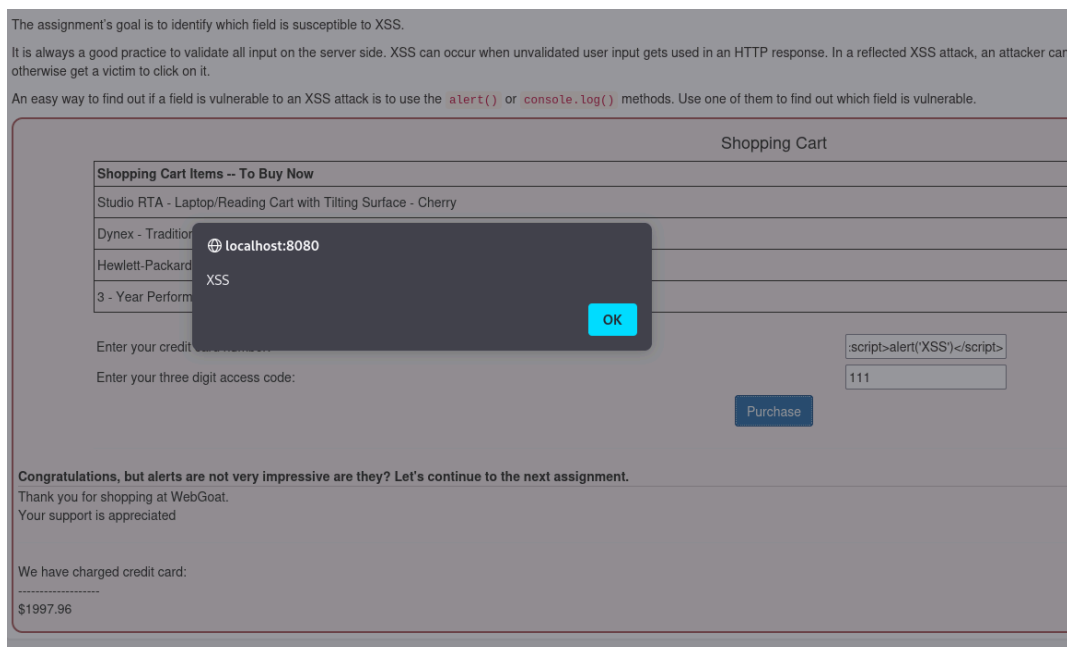 The assignment's goal is to identify which field is susceptible to XSS.
It is always a good practice to validate all input on the server side. XSS can occur when unvalidated user input gets used in an HTTP response. In a reflected XSS attack, an attacker can
otherwise get a victim to click on it.
An easy way to find out if a field is vulnerable to an XSS attack is to use the alert() or console.log() methods. Use one of them to find out which field is vulnerable.
Shopping Cart
Shopping Cart Items -- To Buy Now
Studio RTA - Laptop/Reading Cart with Tilting Surface - Cherry
Dynex - Tradition
localhost:8080
Hewlett-Packard
XSS
3 - Year Perform
OK
Enter your credit card number:
:script>alert('XSS')</script>
Enter your three digit access code:
111
Purchase
Congratulations, but alerts are not very impressive are they? Let's continue to the next assignment.
Thank you for shopping at WebGoat.
Your support is appreciated
We have charged credit card:
-------------------
$1997.96